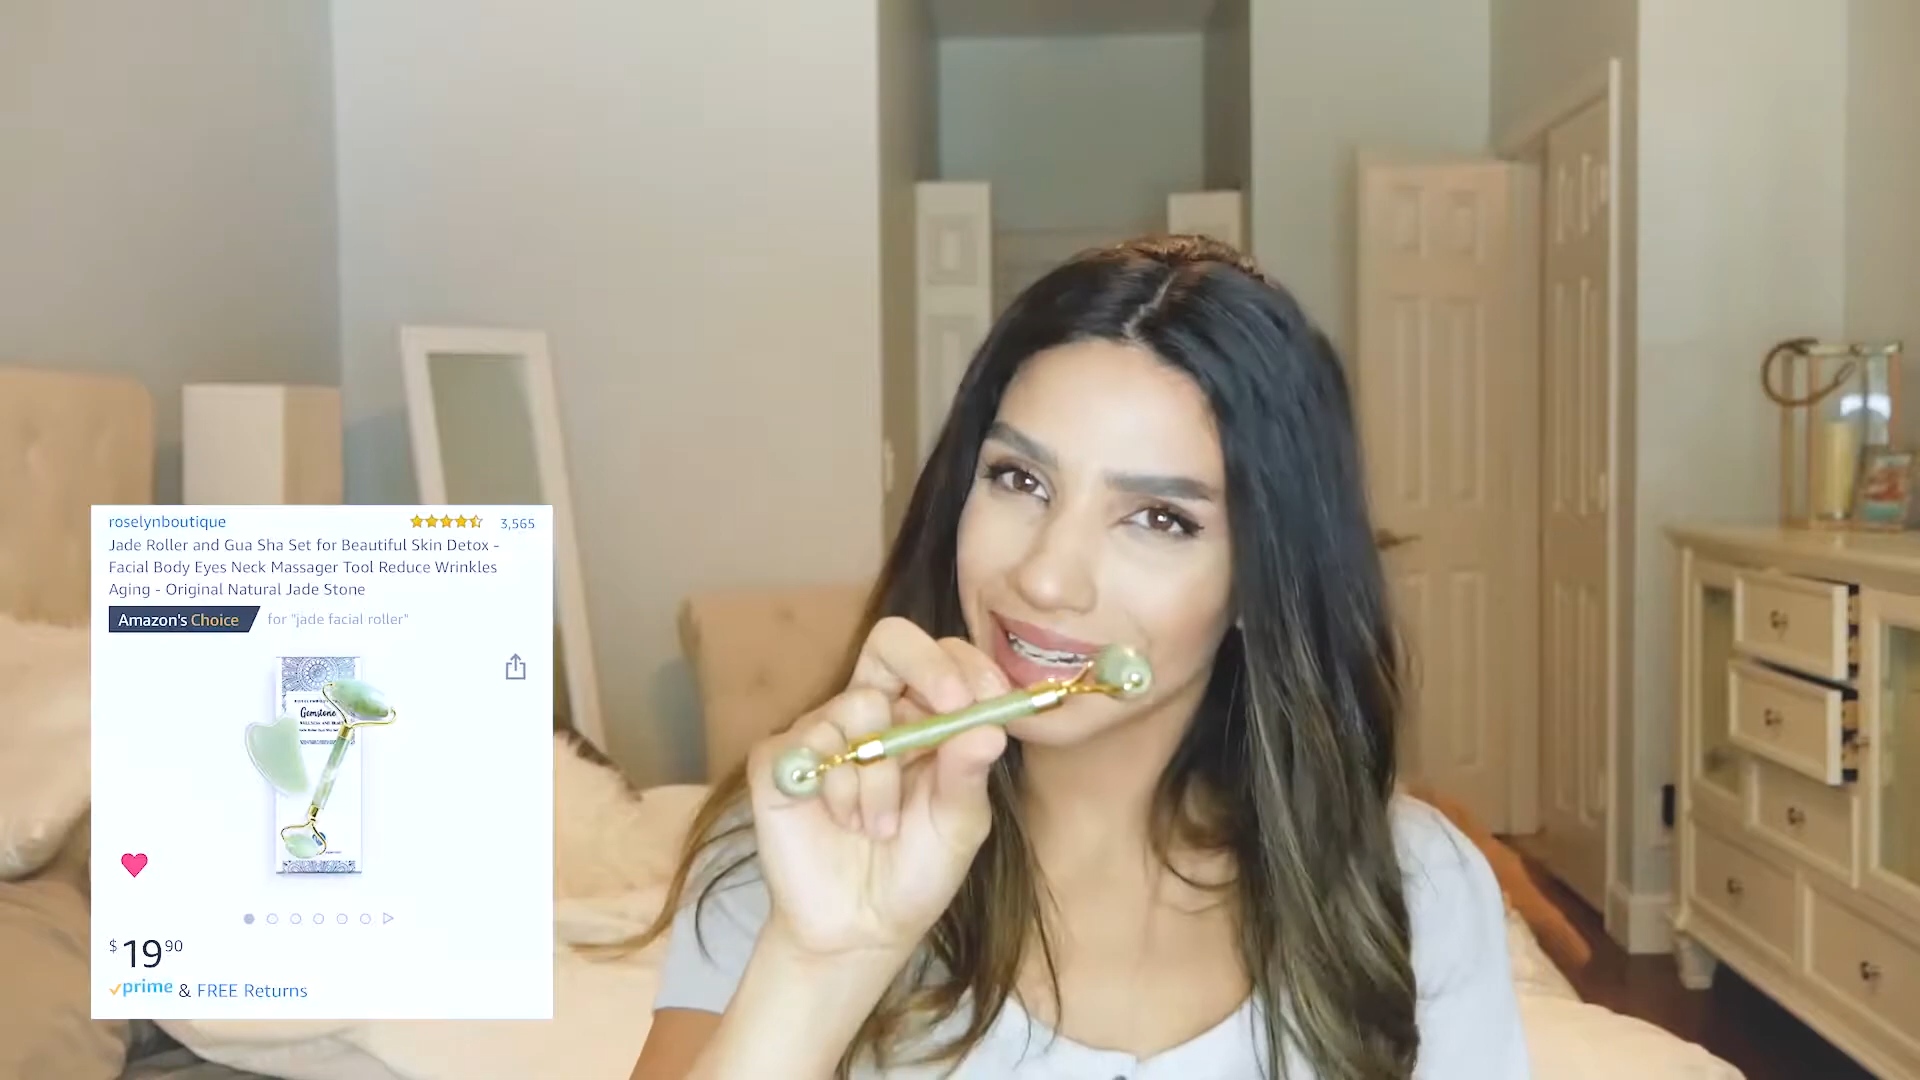 roselynboutique 3,565
Jade Roller and Gua Sha Set for Beautiful Skin Detox -
Facial Body Eyes Neck Massager Tool Reduce Wrinkles
Aging - Original Natural Jade Stone
Amazon's Choice for "jade facial roller"
Gemstone
$19 90
prime & FREE Returns